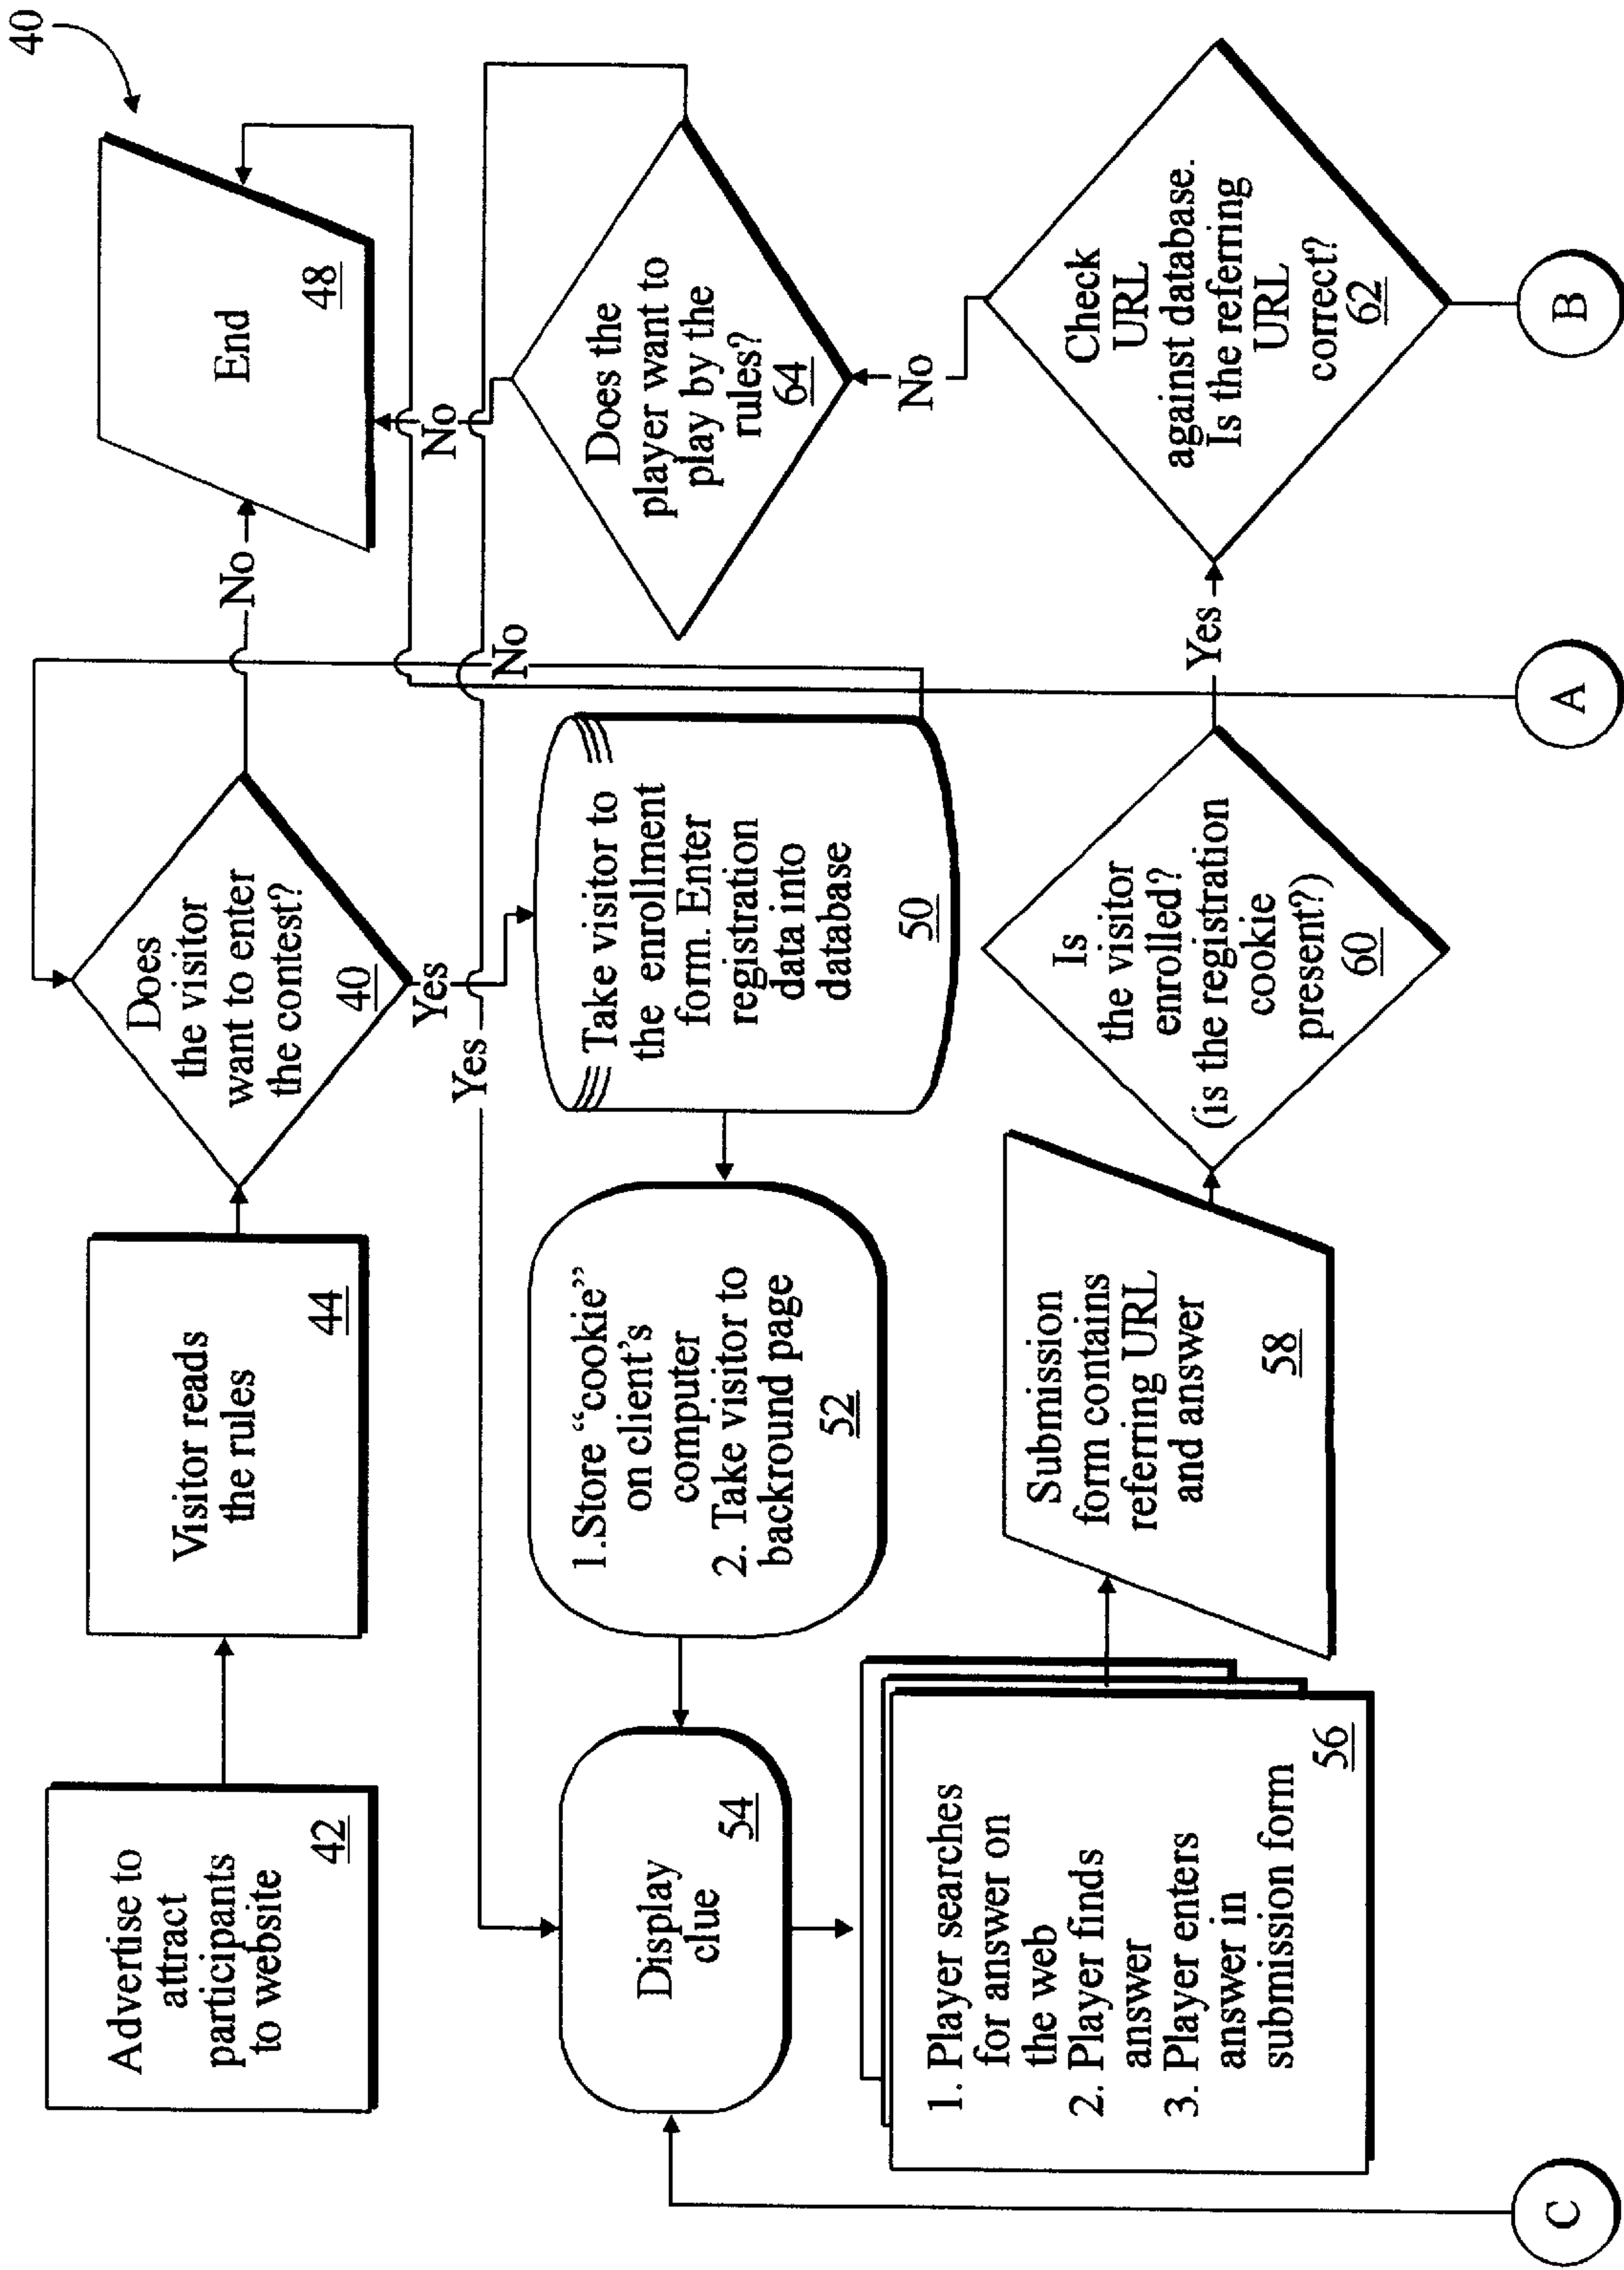 40
Advertise to
attract
participants
to website
42
Visitor reads
the rules
44
Does
the visitor
want to enter
the contest?
40
No
End
48
Yes
Yes
No
No
Display
clue
54
1.Store “cookie”
on client's
computer
2. Take visitor to
backround page
52
Take visitor to
the enrollment
form. Enter
registration
data into
database
50
Does the
player want to
play by the
rules?
64
No
1. Player searches
for answer on
the web
2. Player finds
answer
3. Player enters
answer in
submission form
56
Submission
form contains
referring URL
and answer
58
Is
the visitor
enrolled?
(is the registration
cookie
present?)
60
Yes
Check
URL
against database.
Is the referring
URL
correct?
62
C
A
B